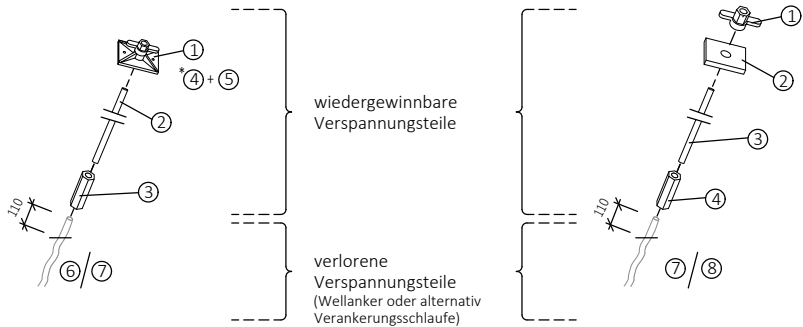 ①
* ④ + ⑤
②
③
110
⑥ / ⑦
wiedergewinnbare
Verspannungsteile
verlorene
Verspannungsteile
(Wellanker oder alternativ
Verankerungsschlaufe)
①
②
③
④
110
⑦ / ⑧